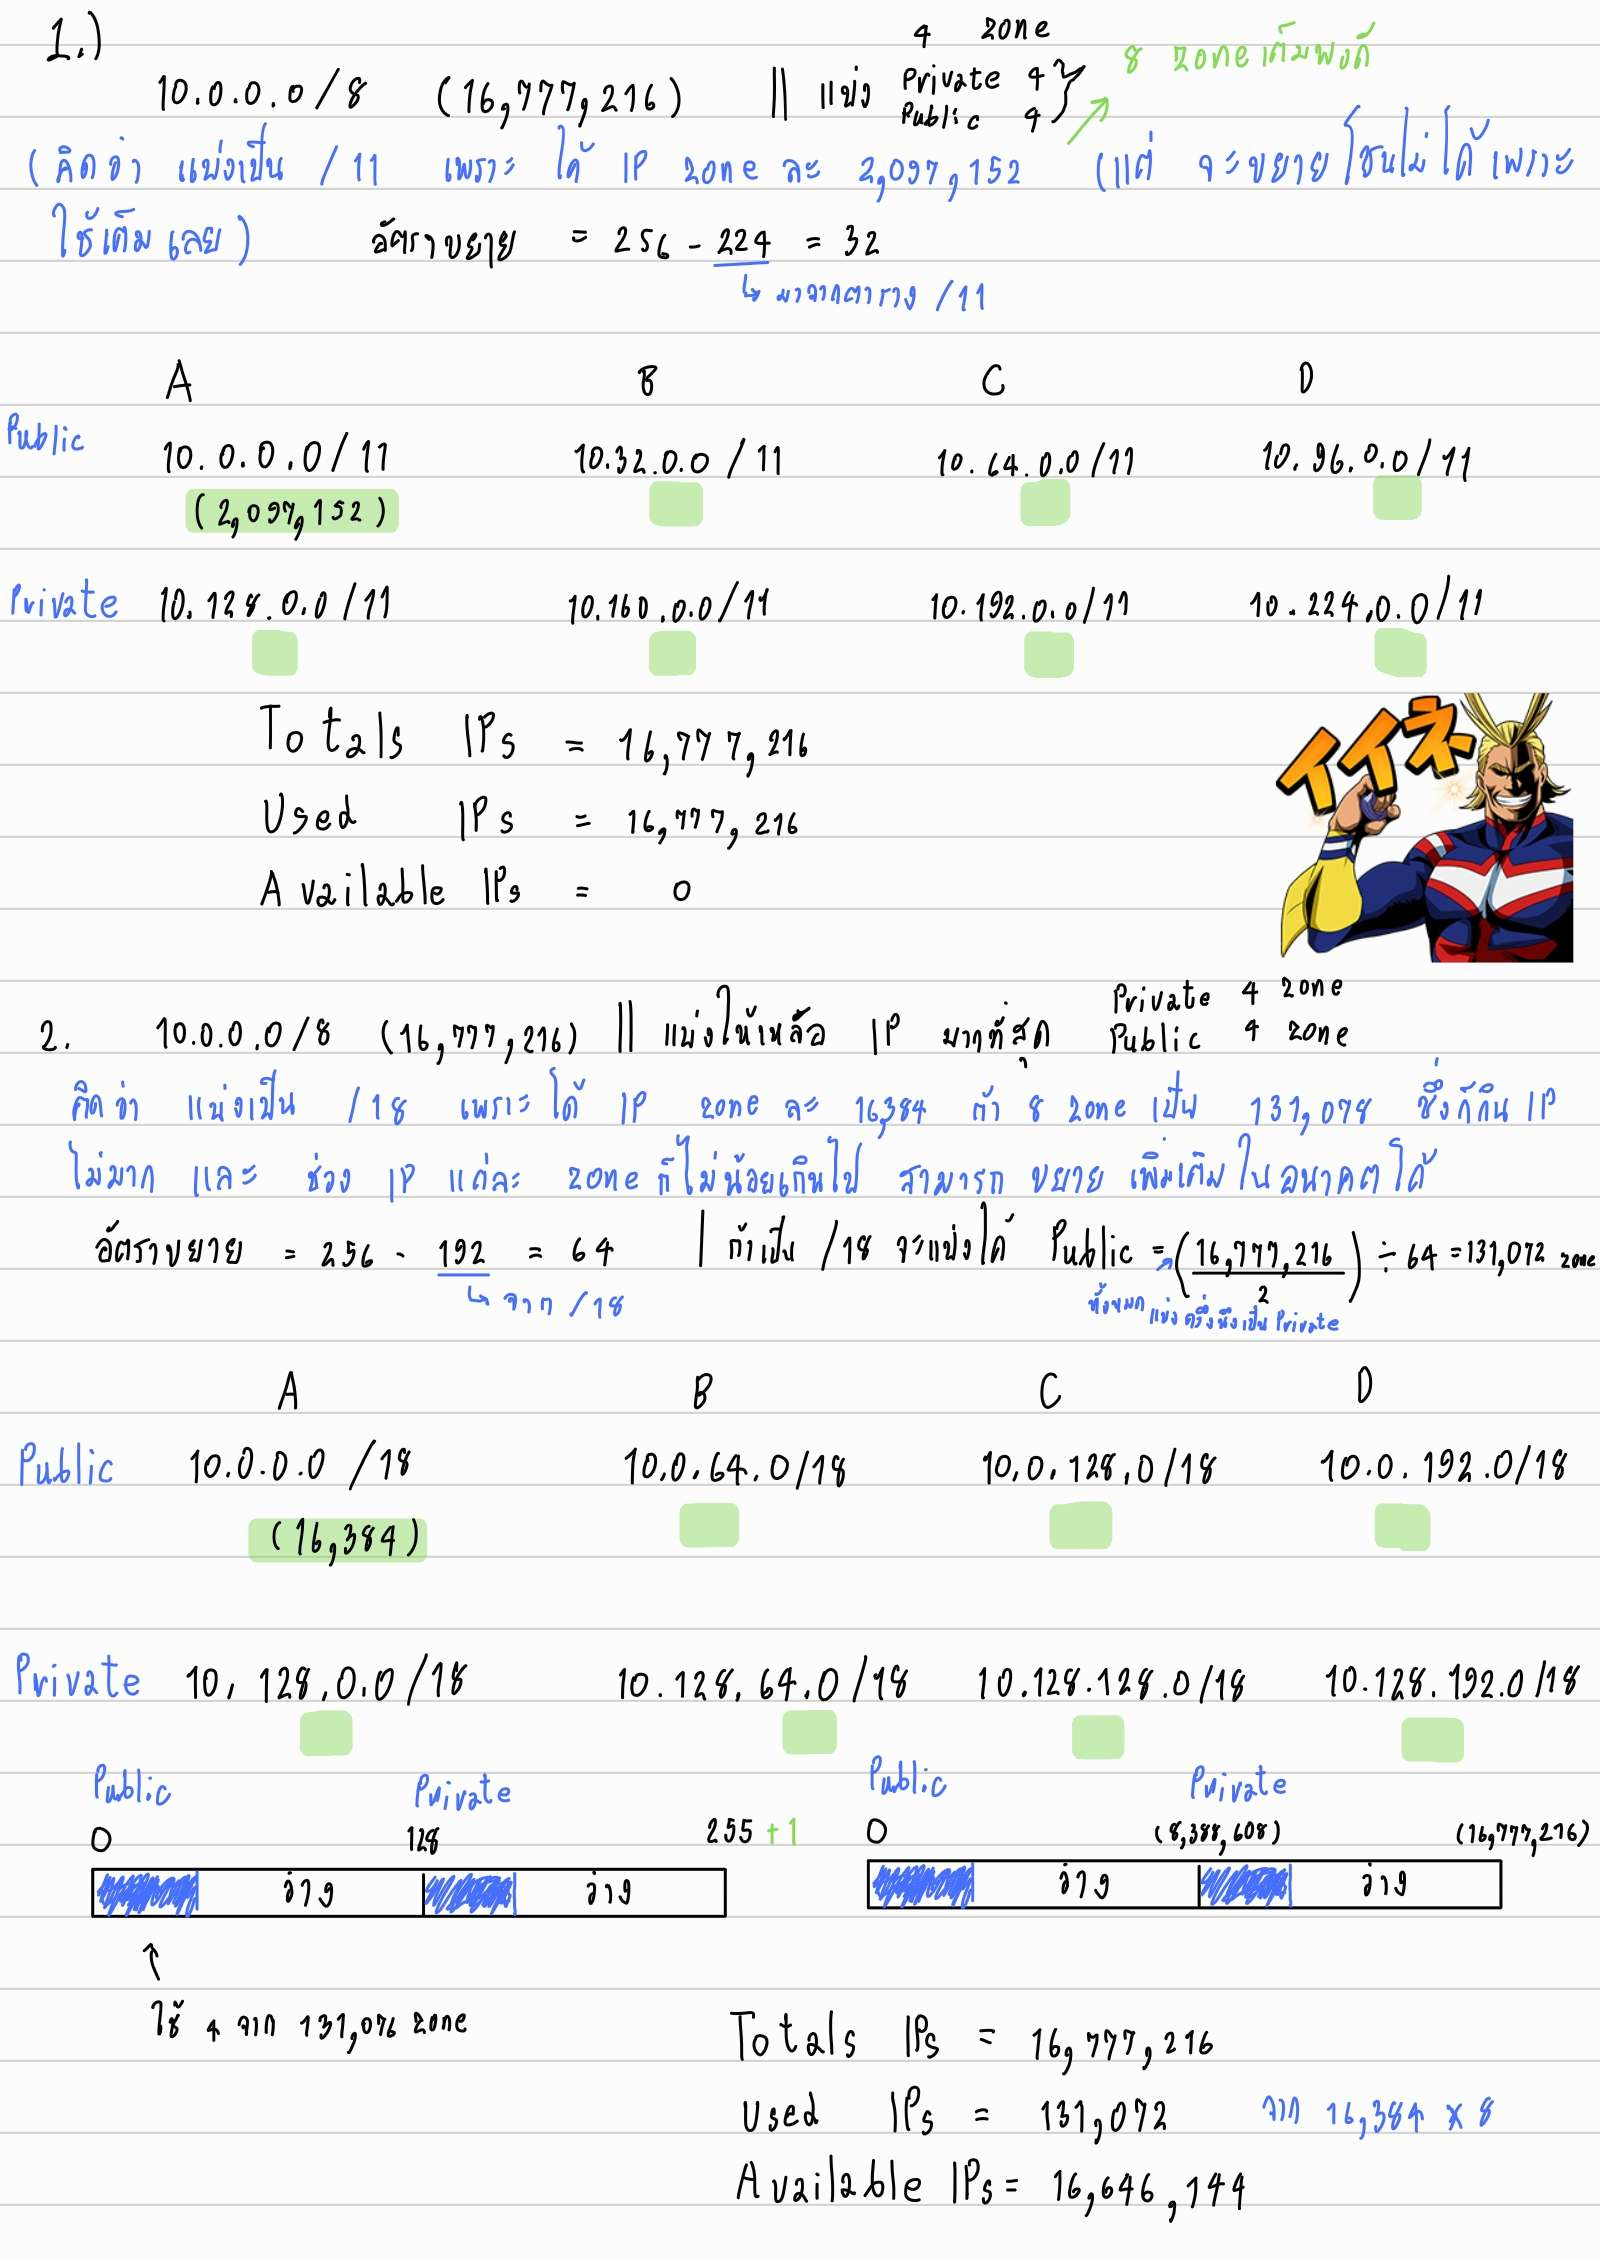 1.)
4 zone
10.0.0.0/8 (16,777,216) || แบ่ง Private 4
Public 4
8 zone เต็มพอดี
(คิดว่า แบ่งเป็น /11 เพราะ ได้ IP zone ละ 2,097,152 (แต่ จะขยายโซนไม่ได้เพราะ
ใช้เต็มเลย) อัตราขยาย = 256 - 224 = 32
↳ มาจากตาราง /11
A B C D
Public 10.0.0.0/11 10.32.0.0/11 10.64.0.0/11 10.96.0.0/11
(2,097,152)
Private 10.128.0.0/11 10.160.0.0/11 10.192.0.0/11 10.224.0.0/11
Totals IPs = 16,777,216
Used IPs = 16,777,216
Available IPs = 0
イイネ
2. 10.0.0.0/8 (16,777,216) || แบ่งให้เหลือ IP มากที่สุด Private 4 zone
Public 4 zone
คิดว่า แบ่งเป็น /18 เพราะได้ IP zone ละ 16,384 ถ้า 8 zone เป็น 131,078 ซึ่งก็กิน IP
ไม่มาก และ ช่วง IP แต่ละ zone ก็ไม่น้อยเกินไป สามารถ ขยาย เพิ่มเติม ใน อนาคตได้
อัตราขยาย = 256 - 192 = 64 | ถ้าเป็น /18 จะแบ่งได้ Public = (16,777,216 / 2) ÷ 64 = 131,072 zone
↳ จาก /18 ทั้งหมด แบ่งครึ่งนึงเป็น Private
A B C D
Public 10.0.0.0/18 10.0.64.0/18 10.0.128.0/18 10.0.192.0/18
(16,384)
Private 10.128.0.0/18 10.128.64.0/18 10.128.128.0/18 10.128.192.0/18
Public Private Public Private
0 128 255 +1 0 (8,388,608) (16,777,216)
ว่าง ว่าง ว่าง ว่าง
ใช้ 4 จาก 131,076 zone
Totals IPs = 16,777,216
Used IPs = 131,072 จาก 16,384 x 8
Available IPs = 16,646,144